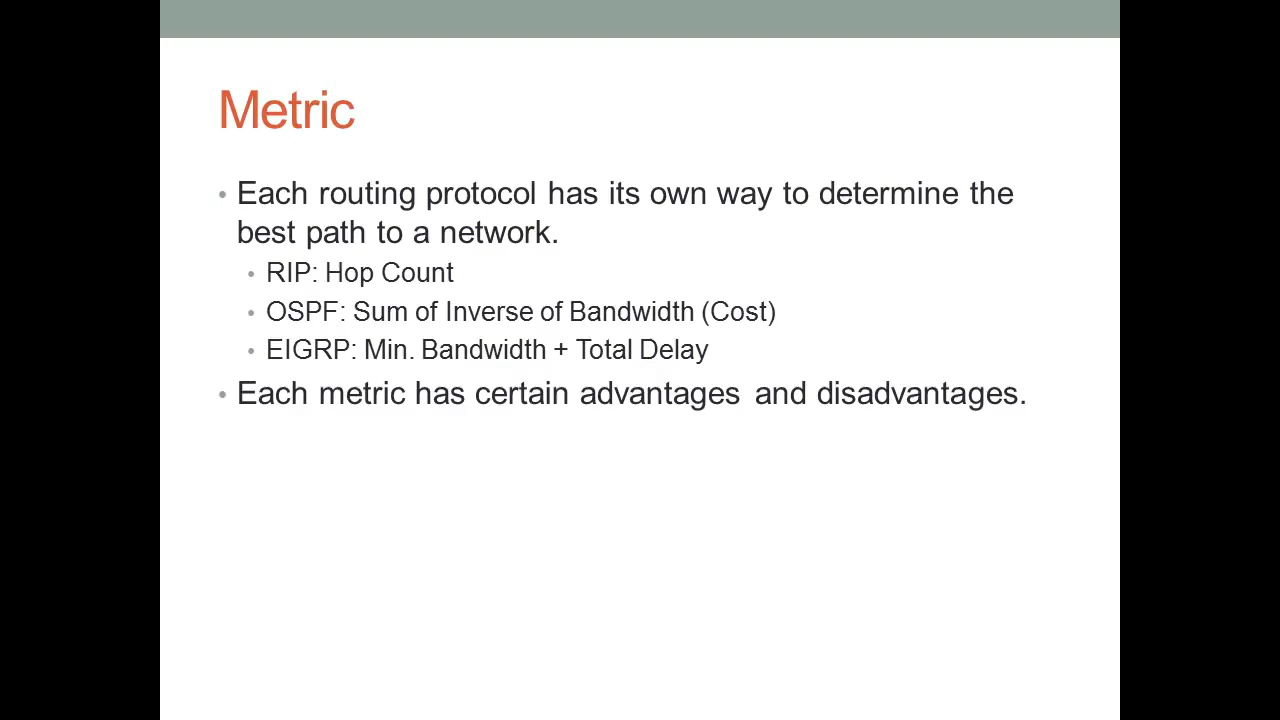 Metric
• Each routing protocol has its own way to determine the
best path to a network.
• RIP: Hop Count
• OSPF: Sum of Inverse of Bandwidth (Cost)
• EIGRP: Min. Bandwidth + Total Delay
• Each metric has certain advantages and disadvantages.